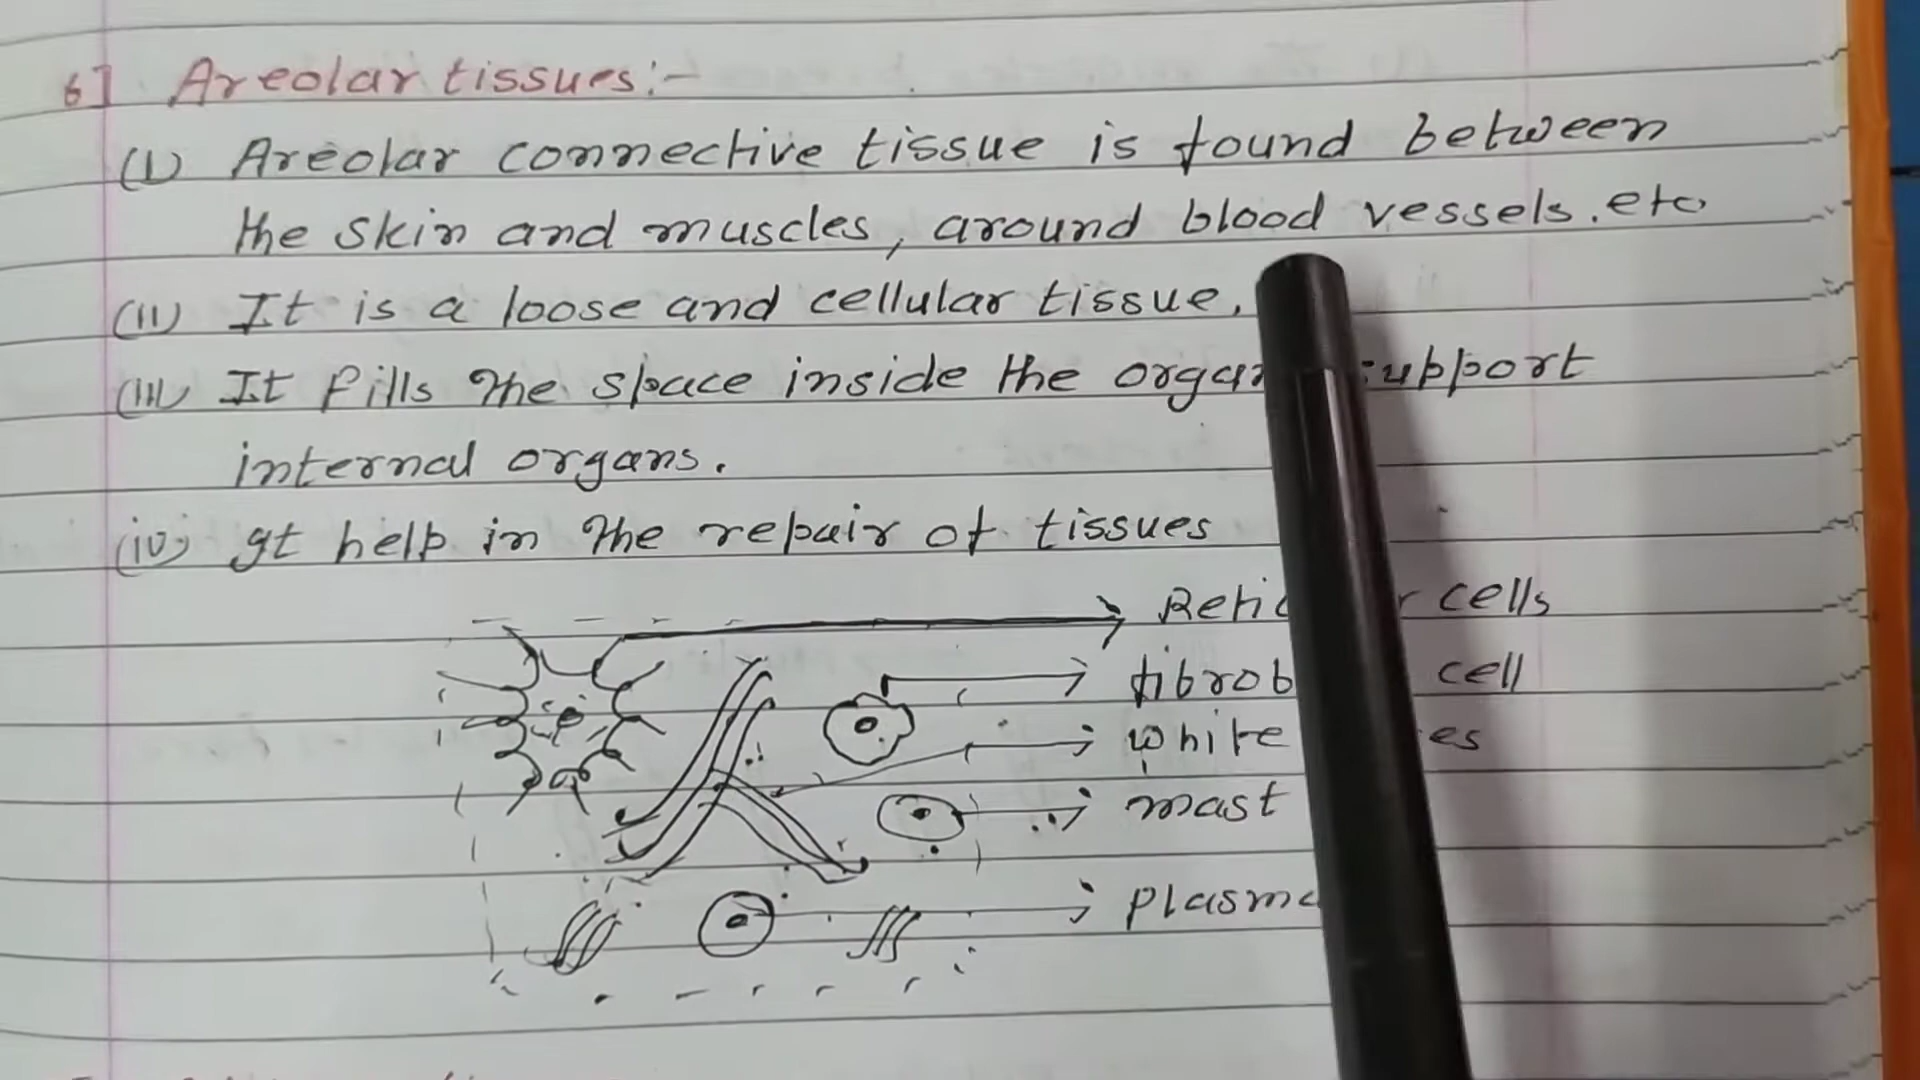 6] Areolar tissues:-
(i) Areolar connective tissue is found between
the skin and muscles, around blood vessels. etc
(ii) It is a loose and cellular tissue.
(iii) It fills the space inside the support
internal organs.
(iv) It help in the repair of tissues
cells
cell
white
mast